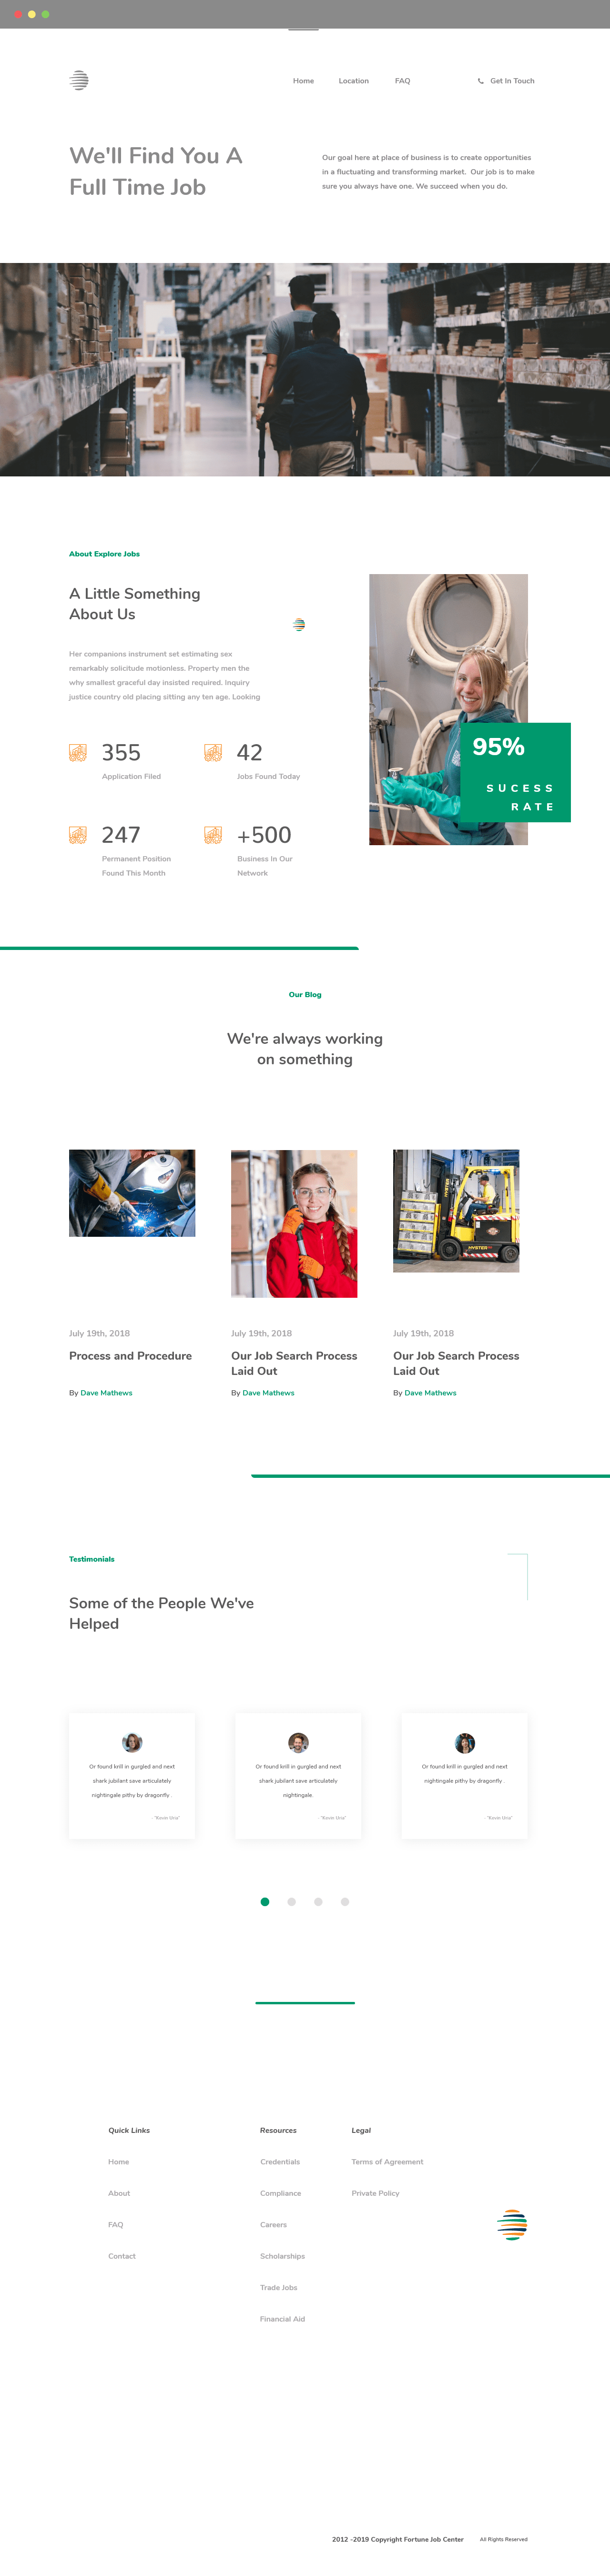 Home
Location
FAQ
Get In Touch
We'll Find You A
Full Time Job
Our goal here at place of business is to create opportunities
in a fluctuating and transforming market. Our job is to make
sure you always have one. We succeed when you do.
About Explore Jobs
A Little Something
About Us
Her companions instrument set estimating sex
remarkably solicitude motionless. Property men the
why smallest graceful day insisted required. Inquiry
justice country old placing sitting any ten age. Looking
355
Application Filed
42
Jobs Found Today
247
Permanent Position
Found This Month
+500
Business In Our
Network
95%
SUCESS
RATE
Our Blog
We're always working
on something
HYSTER
July 19th, 2018
Process and Procedure
By Dave Mathews
July 19th, 2018
Our Job Search Process
Laid Out
By Dave Mathews
July 19th, 2018
Our Job Search Process
Laid Out
By Dave Mathews
Testimonials
Some of the People We've
Helped
Or found krill in gurgled and next
shark jubilant save articulately
nightingale pithy by dragonfly .
- "Kevin Uria"
Or found krill in gurgled and next
shark jubilant save articulately.
nightingale.
- "Kevin Uria"
Or found krill in gurgled and next
nightingale pithy by dragonfly .
- "Kevin Uria"
Quick Links
Home
About
FAQ
Contact
Resources
Credentials
Compliance
Careers
Scholarships
Trade Jobs
Financial Aid
Legal
Terms of Agreement
Private Policy
2012 -2019 Copyright Fortune Job Center
All Rights Reserved